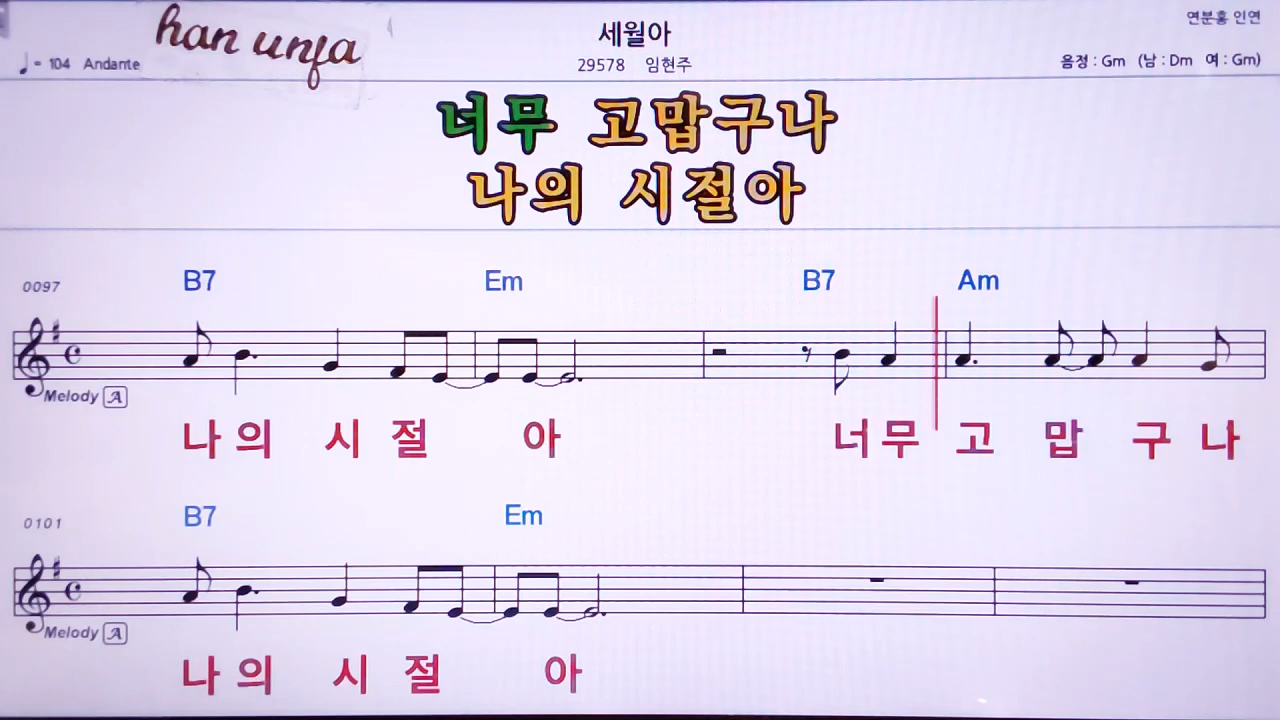 han unja
세월아
연분홍 인연
♩= 104 Andante
29578 임현주
음정 : Gm (남 : Dm 여 : Gm)
너무 고맙구나
나의 시절아
B7 Em B7 Am
0097
Melody A
나 의 시 절 아 너 무 고 맙 구 나
B7 Em
0101
Melody A
나 의 시 절 아